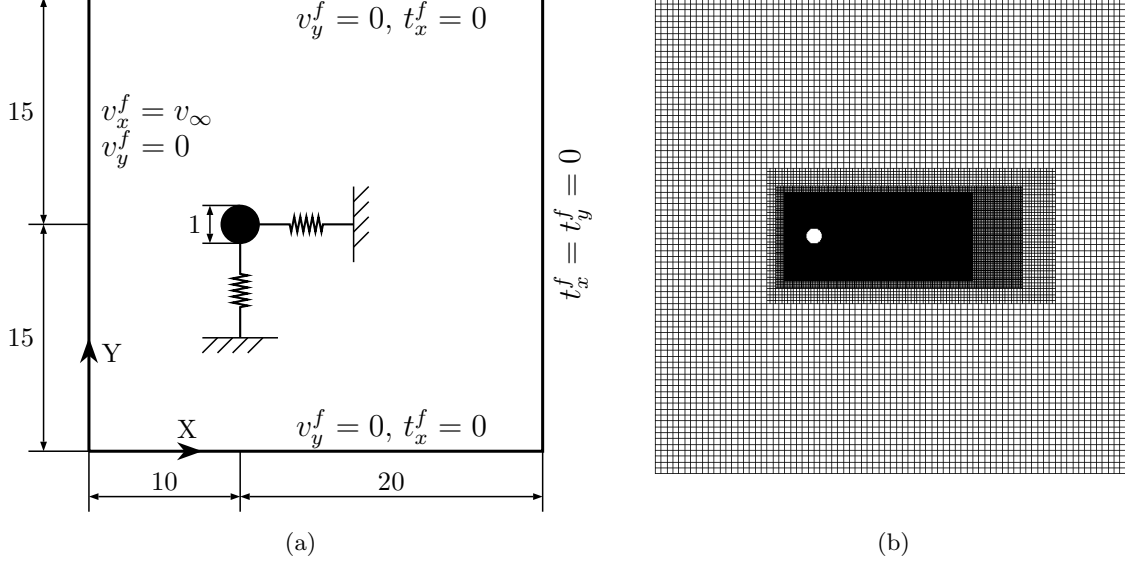 v_y^f = 0, t_x^f = 0
15
v_x^f = v_∞
v_y^f = 0
1
t_x^f = t_y^f = 0
15
Y
X
v_y^f = 0, t_x^f = 0
10
20
(a)
(b)